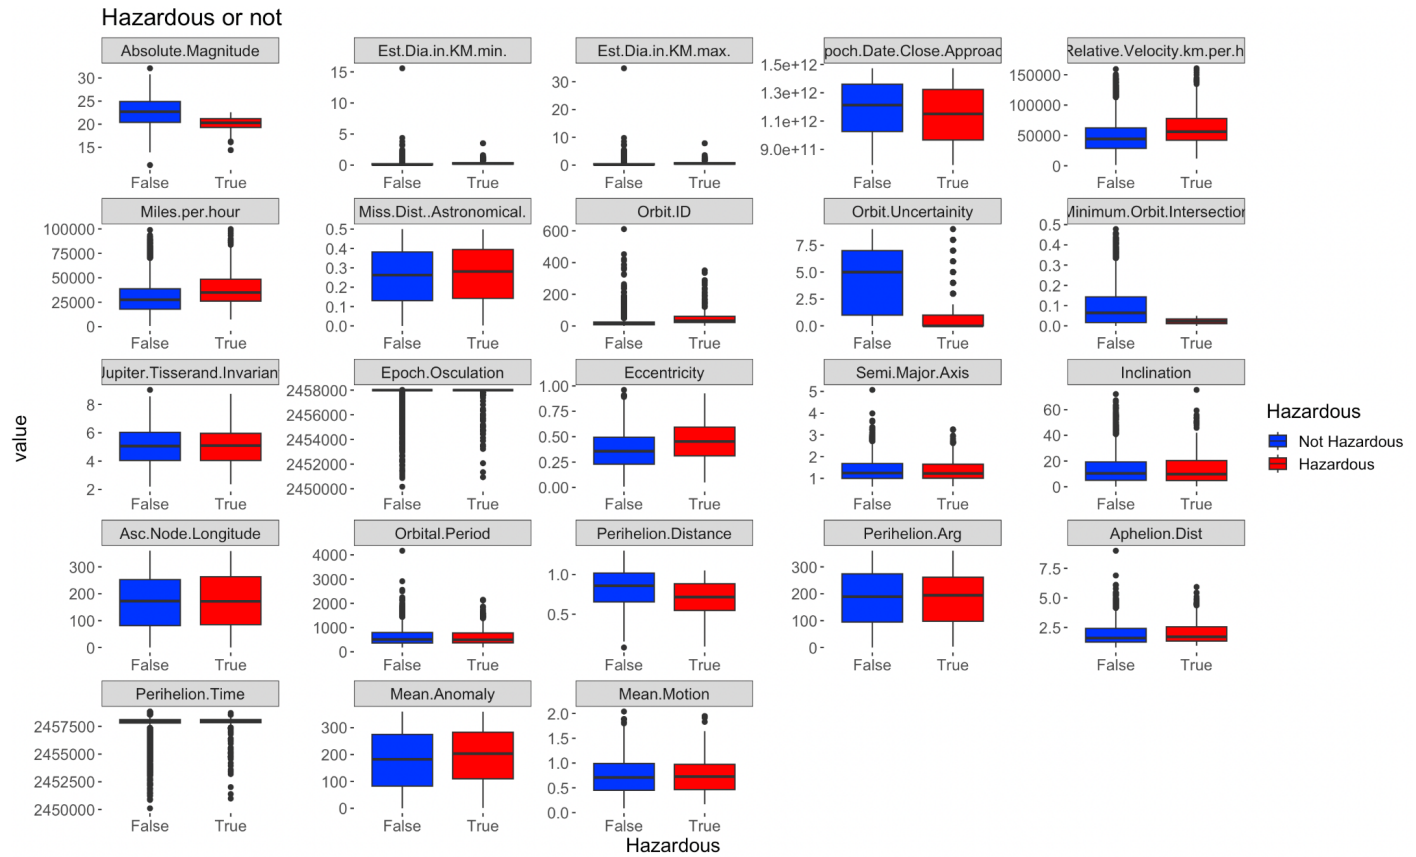 Hazardous or not
Absolute.Magnitude
Est.Dia.in.KM.min.
Est.Dia.in.KM.max.
poch.Date.Close.Approac
Relative.Velocity.km.per.h
30
25
20
15
False True
15
10
5
0
False True
30
20
10
0
False True
1.5e+12
1.3e+12
1.1e+12
9.0e+11
False True
150000
100000
50000
0
False True
Miles.per.hour
Miss.Dist..Astronomical.
Orbit.ID
Orbit.Uncertainity
Minimum.Orbit.Intersection
100000
75000
50000
25000
0
False True
0.5
0.4
0.3
0.2
0.1
0.0
False True
600
400
200
0
False True
7.5
5.0
2.5
0.0
False True
0.5
0.4
0.3
0.2
0.1
0.0
False True
Jupiter.Tisserand.Invarian
Epoch.Osculation
Eccentricity
Semi.Major.Axis
Inclination
8
6
4
2
False True
2458000
2456000
2454000
2452000
2450000
False True
1.00
0.75
0.50
0.25
0.00
False True
5
4
3
2
1
False True
60
40
20
0
False True
Asc.Node.Longitude
Orbital.Period
Perihelion.Distance
Perihelion.Arg
Aphelion.Dist
300
200
100
0
False True
4000
3000
2000
1000
0
False True
1.0
0.5
False True
300
200
100
0
False True
7.5
5.0
2.5
False True
Perihelion.Time
Mean.Anomaly
Mean.Motion
2457500
2455000
2452500
2450000
False True
300
200
100
0
False True
2.0
1.5
1.0
0.5
0.0
False True
value
Hazardous
Hazardous
Not Hazardous
Hazardous